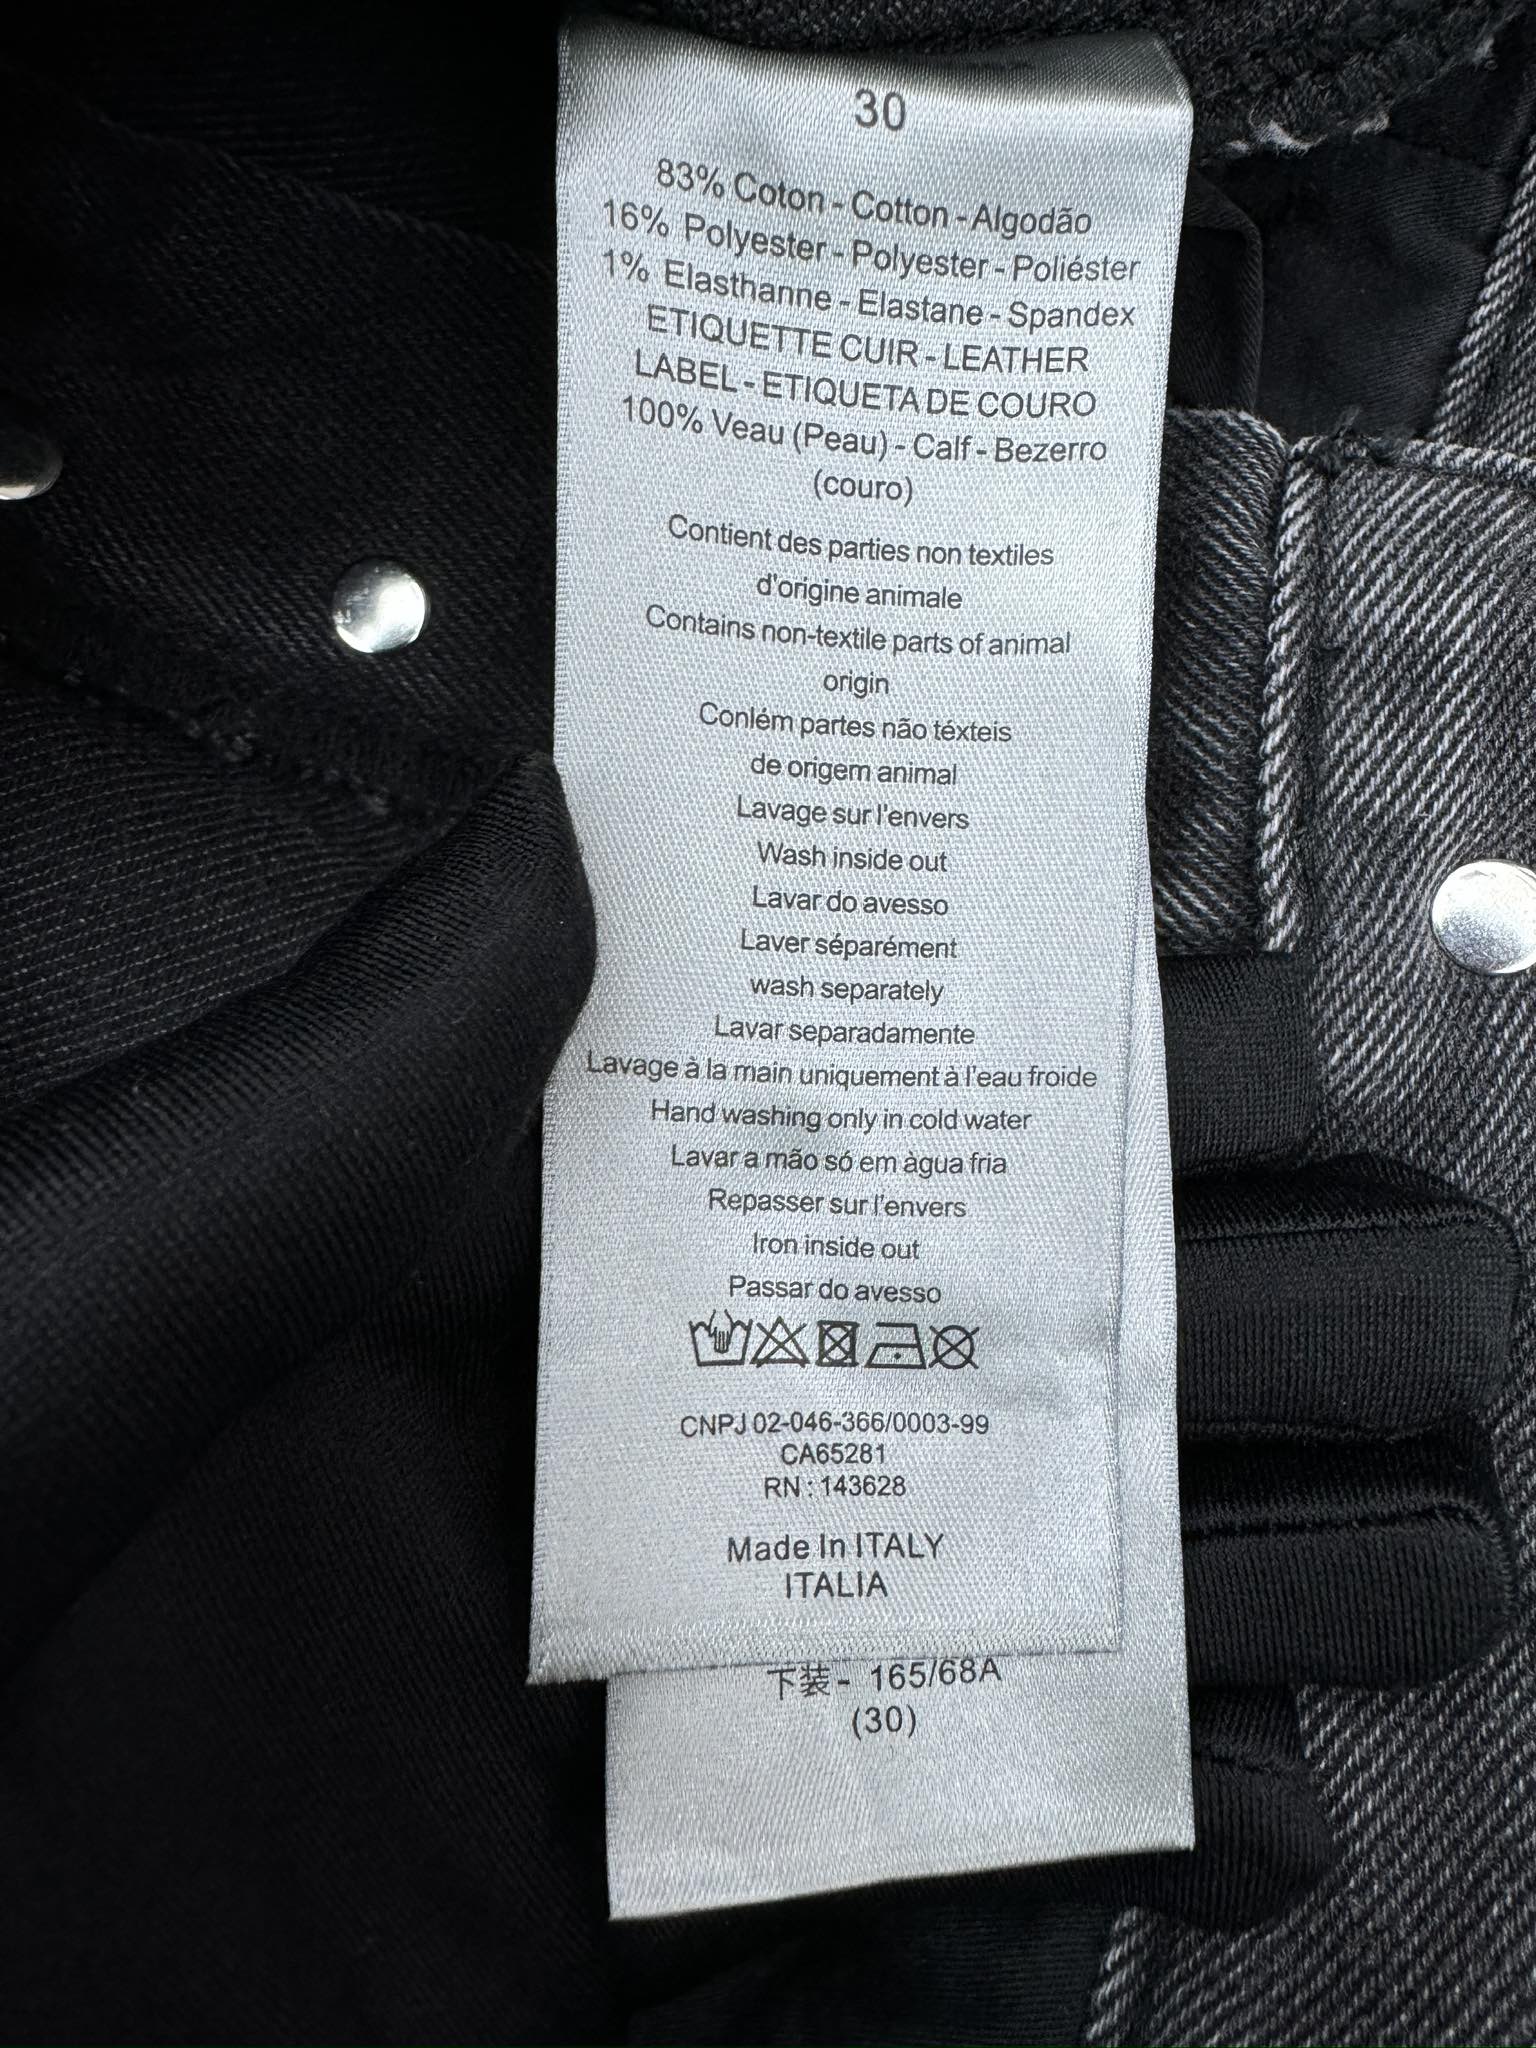 30
83% Coton - Cotton - Algodão
16% Polyester - Polyester - Poliéster
1% Elasthanne - Elastane - Spandex
ETIQUETTE CUIR - LEATHER
LABEL - ETIQUETA DE COURO
100% Veau (Peau) - Calf - Bezerro
(couro)
Contient des parties non textiles
d'origine animale
Contains non-textile parts of animal
origin
Conlém partes não téxteis
de origem animal
Lavage sur l'envers
Wash inside out
Lavar do avesso
Laver séparément
wash separately
Lavar separadamente
Lavage à la main uniquement à l'eau froide
Hand washing only in cold water
Lavar a mão só em àgua fria
Repasser sur l'envers
Iron inside out
Passar do avesso
CNPJ 02-046-366/0003-99
CA65281
RN : 143628
Made In ITALY
ITALIA
下装- 165/68A
(30)